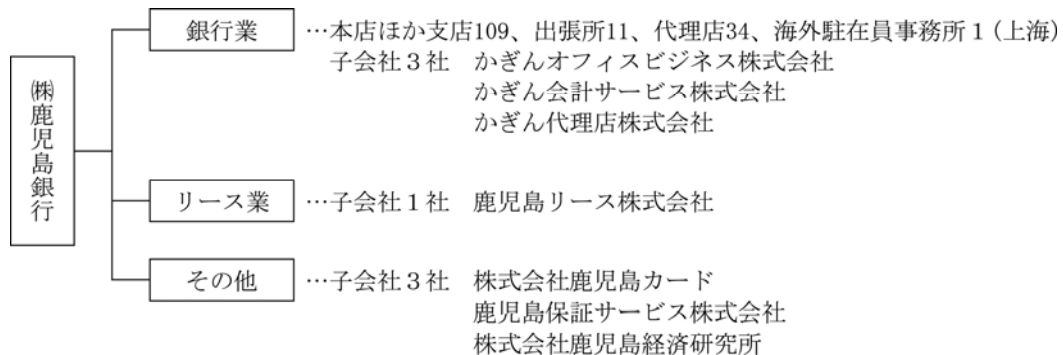 ㈱鹿児島銀行
銀行業 …本店ほか支店109、出張所11、代理店34、海外駐在員事務所1（上海）
子会社3社 かぎんオフィスビジネス株式会社
かぎん会計サービス株式会社
かぎん代理店株式会社
リース業 …子会社1社 鹿児島リース株式会社
その他 …子会社3社 株式会社鹿児島カード
鹿児島保証サービス株式会社
株式会社鹿児島経済研究所